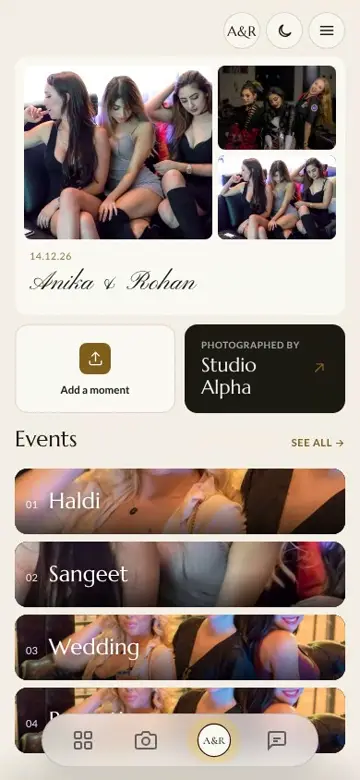 A&R
14.12.26
Anika & Rohan
Add a moment
PHOTOGRAPHED BY
Studio
Alpha
Events
SEE ALL →
01 Haldi
02 Sangeet
03 Wedding
04
A&R